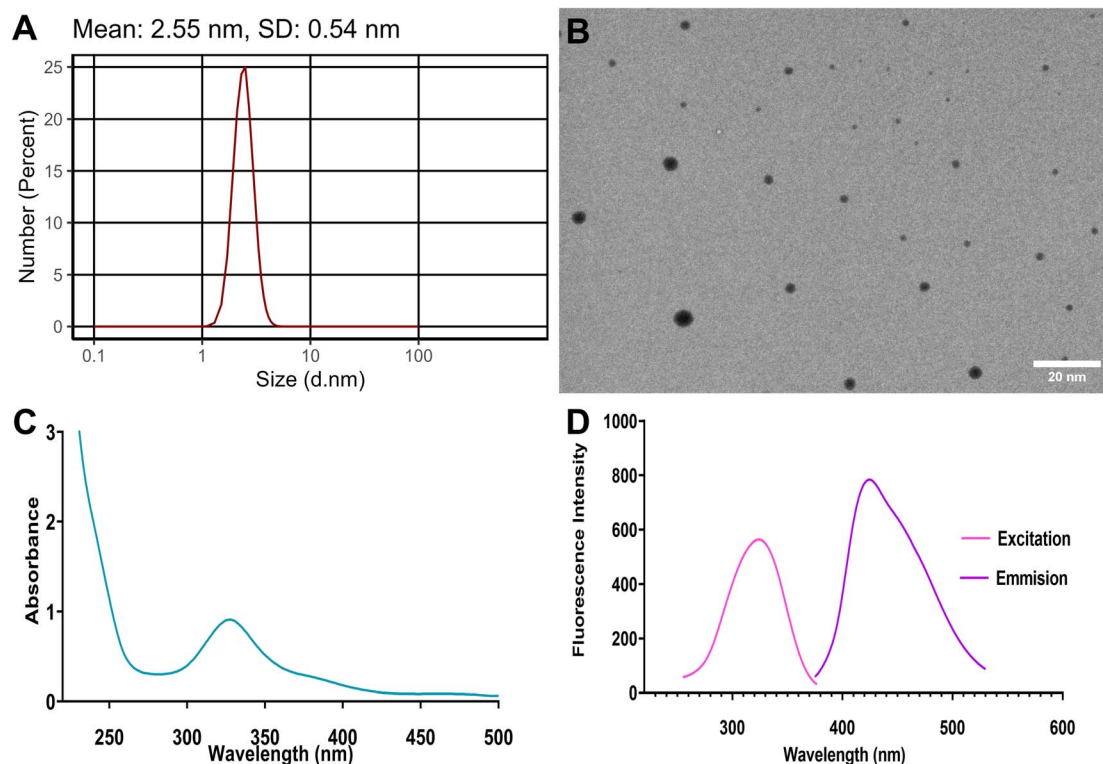 A
Mean: 2.55 nm, SD: 0.54 nm
Number (Percent)
25
20
15
10
5
0
0.1 1 10 100
Size (d.nm)
B
20 nm
C
Absorbance
3
2
1
0
250 300 350 400 450 500
Wavelength (nm)
D
Fluorescence Intensity
1000
800
600
400
200
0
300 400 500 600
Wavelength (nm)
Excitation
Emmision